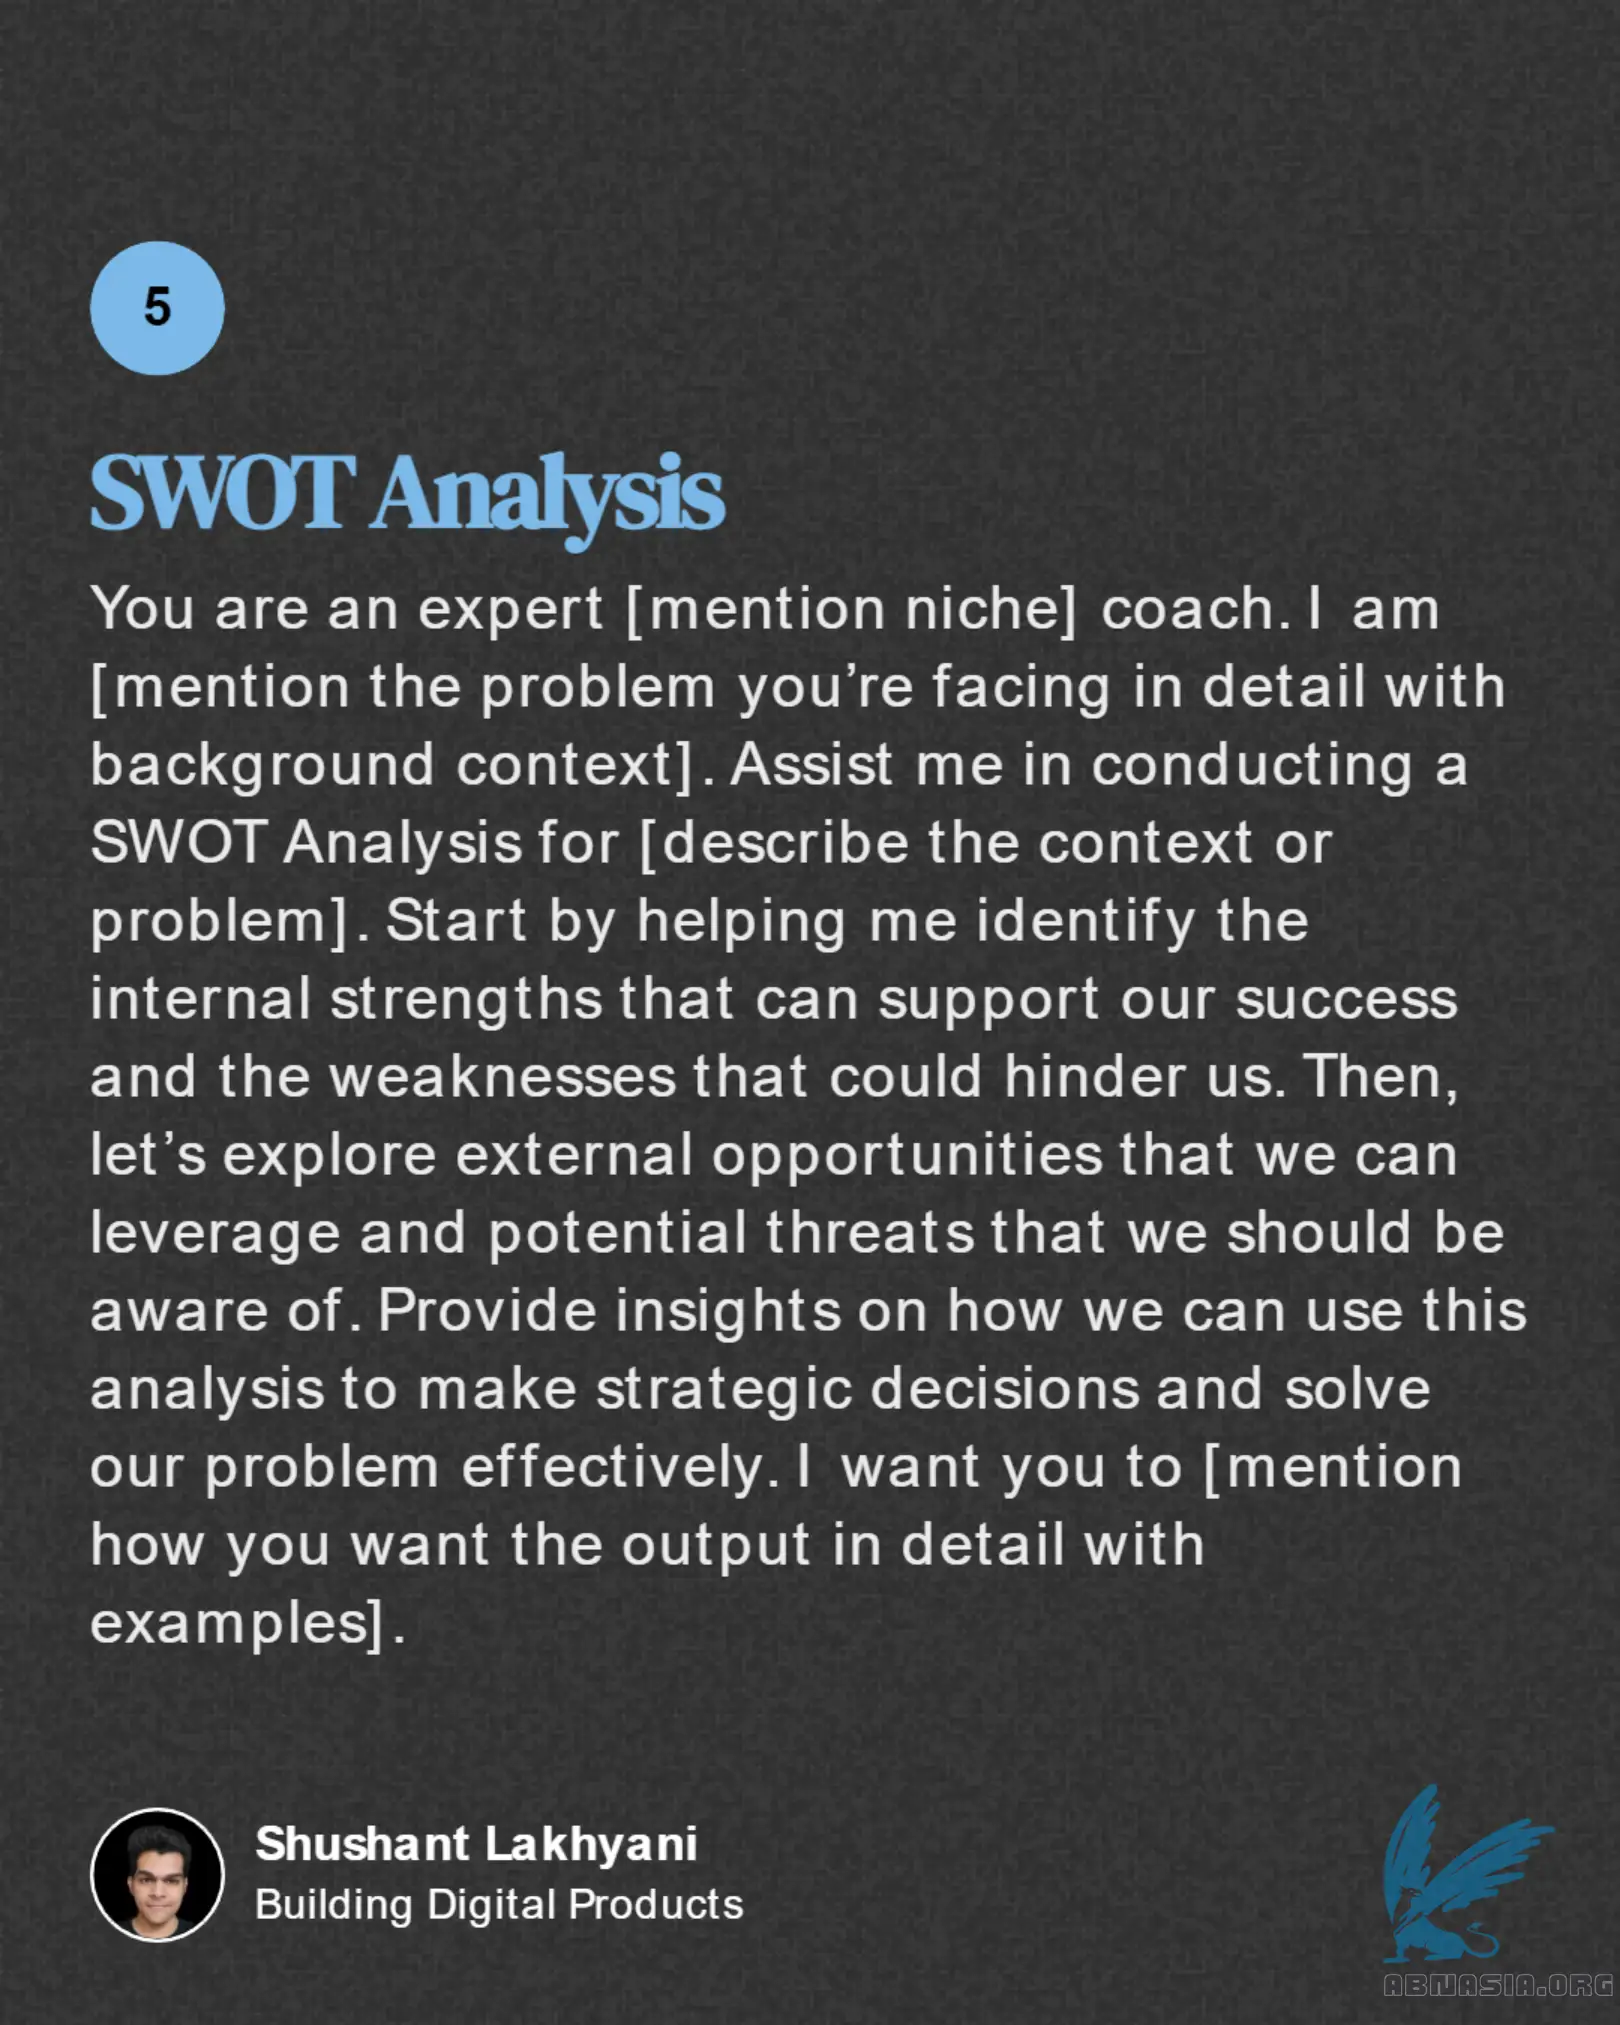 5
SWOT Analysis
You are an expert [mention niche] coach. I am
[mention the problem you’re facing in detail with
background context]. Assist me in conducting a
SWOT Analysis for [describe the context or
problem]. Start by helping me identify the
internal strengths that can support our success
and the weaknesses that could hinder us. Then,
let’s explore external opportunities that we can
leverage and potential threats that we should be
aware of. Provide insights on how we can use this
analysis to make strategic decisions and solve
our problem effectively. I want you to [mention
how you want the output in detail with
examples].
Shushant Lakhyani
Building Digital Products
ABNASIA.ORG